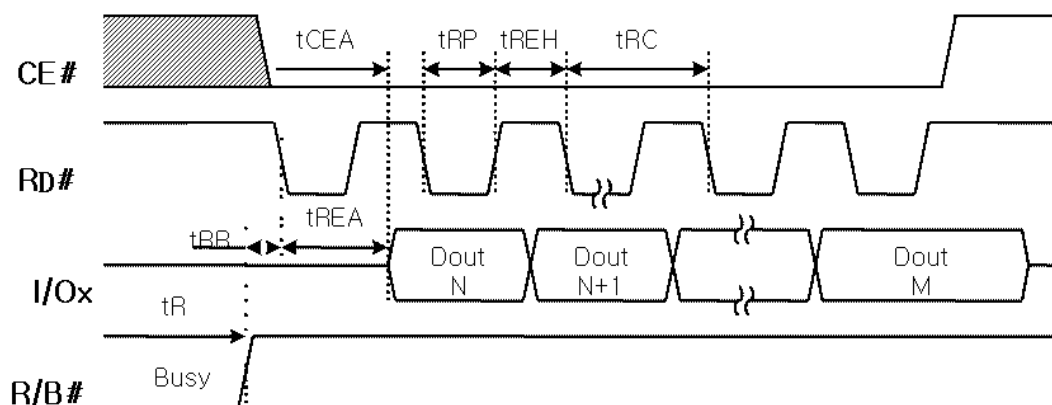 tCEA
tRP
tREH
tRC
CE#
RD#
tRR
tREA
Dout
N
Dout
N+1
Dout
M
I/Ox
tR
Busy
R/B#